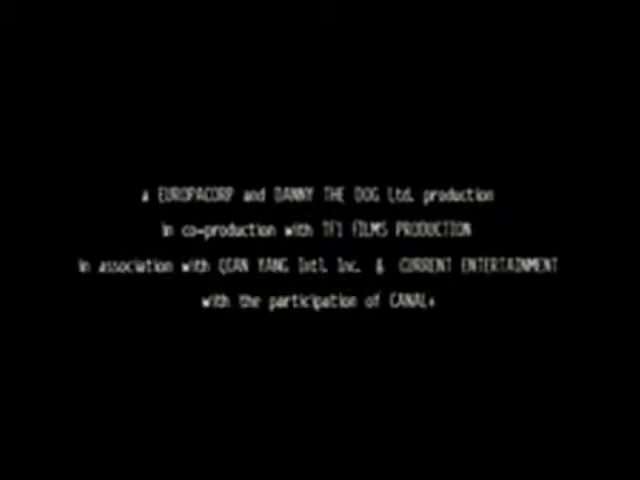 a EUROPACORP and DANNY THE DOG Ltd. production
in co-production with TF1 FILMS PRODUCTION
in association with QIAN YANG Int'l. Inc. & CURRENT ENTERTAINMENT
with the participation of CANAL+